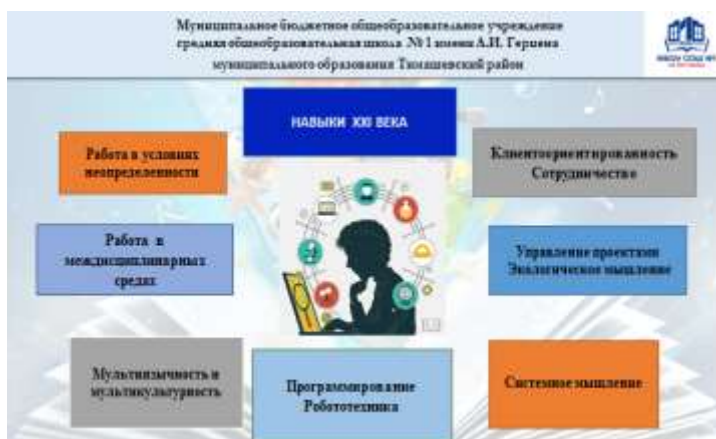 Муниципальное бюджетное общеобразовательное учреждение
средняя общеобразовательная школа № 1 имени А.И. Герцена
муниципального образования Тимашевский район
НАВЫКИ XXI ВЕКА
Работа в условиях
неопределенности
Клиентоориентированность
Сотрудничество
Работа в
междисциплинарных
средах
Управление проектами
Экологическое мышление
Мультиязычность и
мультикультурность
Программирование
Робототехника
Системное мышление